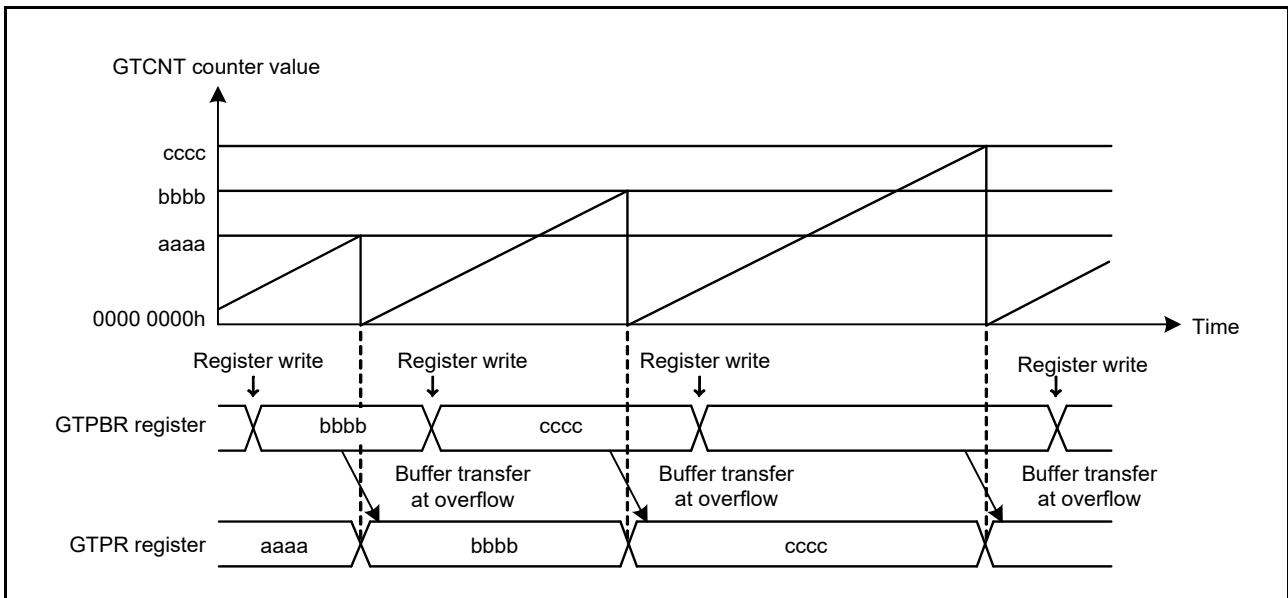 GTCNT counter value
cccc
bbbb
aaaa
0000 0000h
Time
Register write
Register write
Register write
Register write
GTPBR register
bbbb
cccc
Buffer transfer
at overflow
Buffer transfer
at overflow
Buffer transfer
at overflow
GTPR register
aaaa
bbbb
cccc